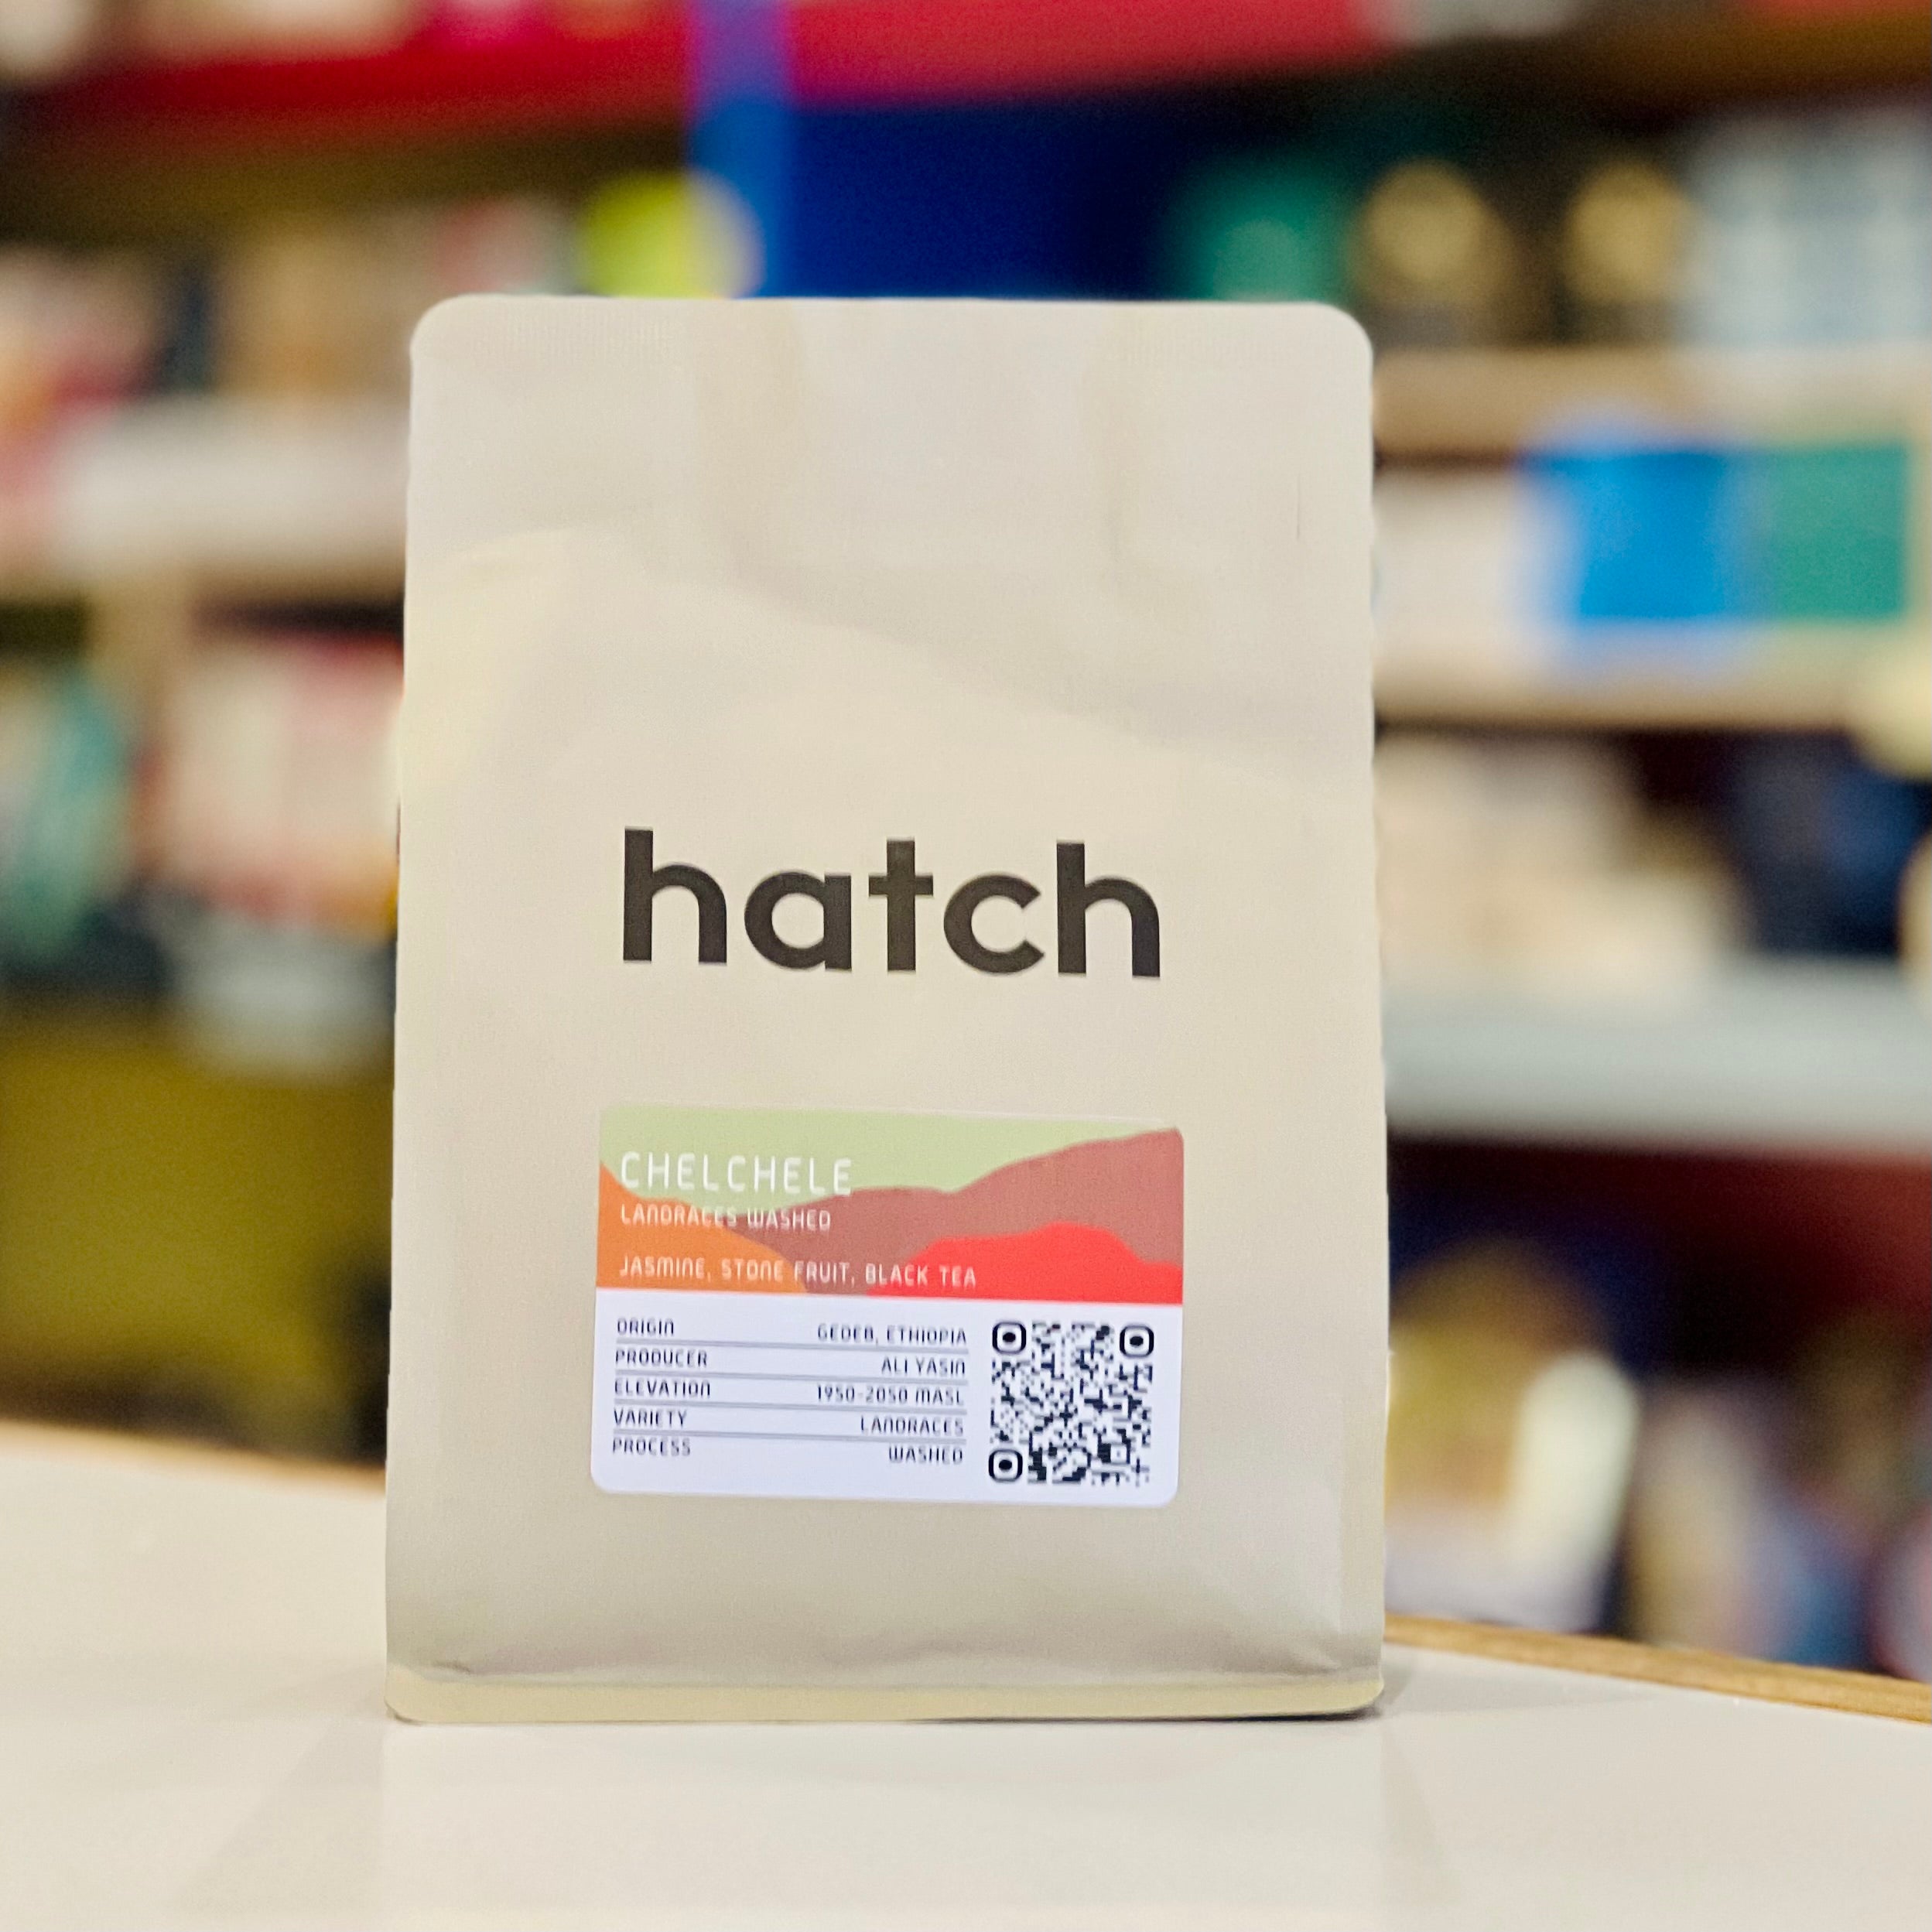 hatch
CHELCHELE
LANDRACES WASHED
JASMINE, STONE FRUIT, BLACK TEA
ORIGIN GEDEB, ETHIOPIA
PRODUCER ALI YASIN
ELEVATION 1950-2050 MASL
VARIETY LANDRACES
PROCESS WASHED